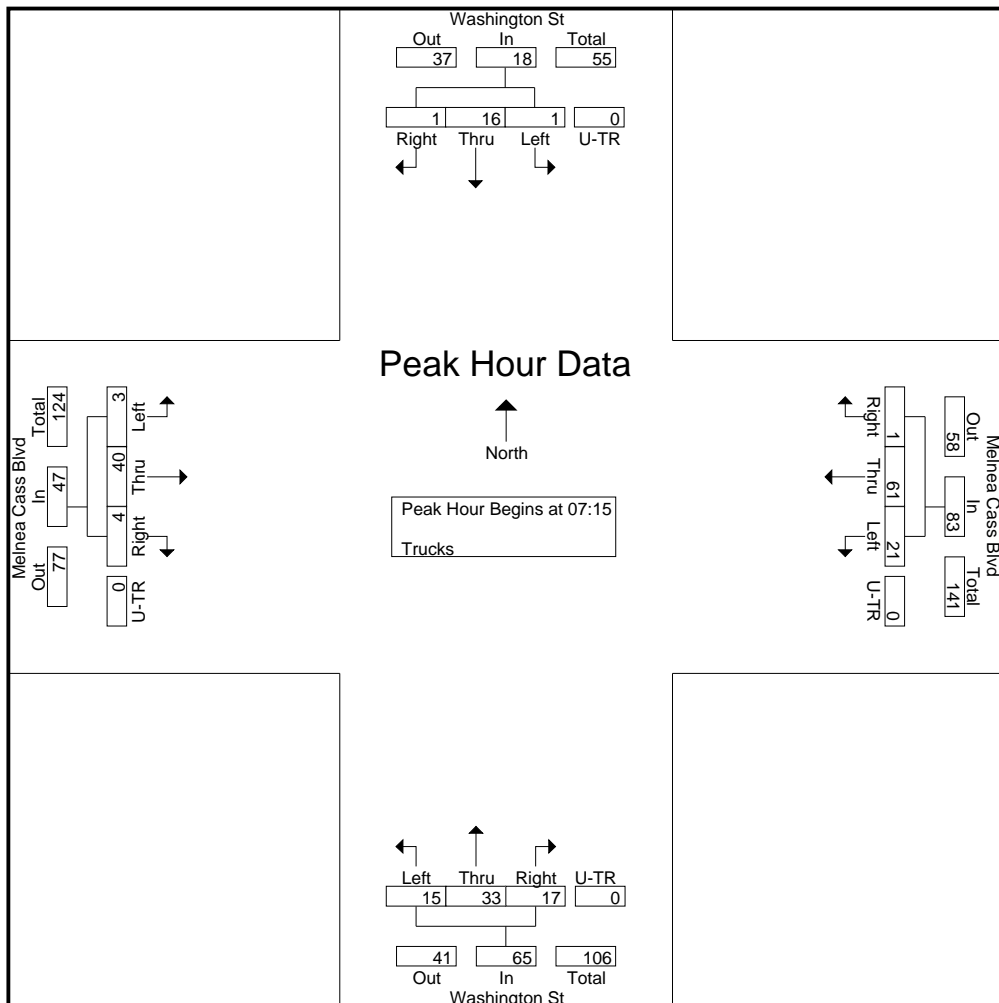 Washington St
Out In Total
37 18 55
1 16 1 0
Right Thru Left U-TR
Peak Hour Data
North
Peak Hour Begins at 07:15
Trucks
Melnea Cass Blvd
Total In Out
124 47 77
3 40 4 0
Left Thru Right U-TR
Right Thru Left U-TR
1 61 21 0
58 83 141
Out In Total
Melnea Cass Blvd
Left Thru Right U-TR
15 33 17 0
41 65 106
Out In Total
Washington St